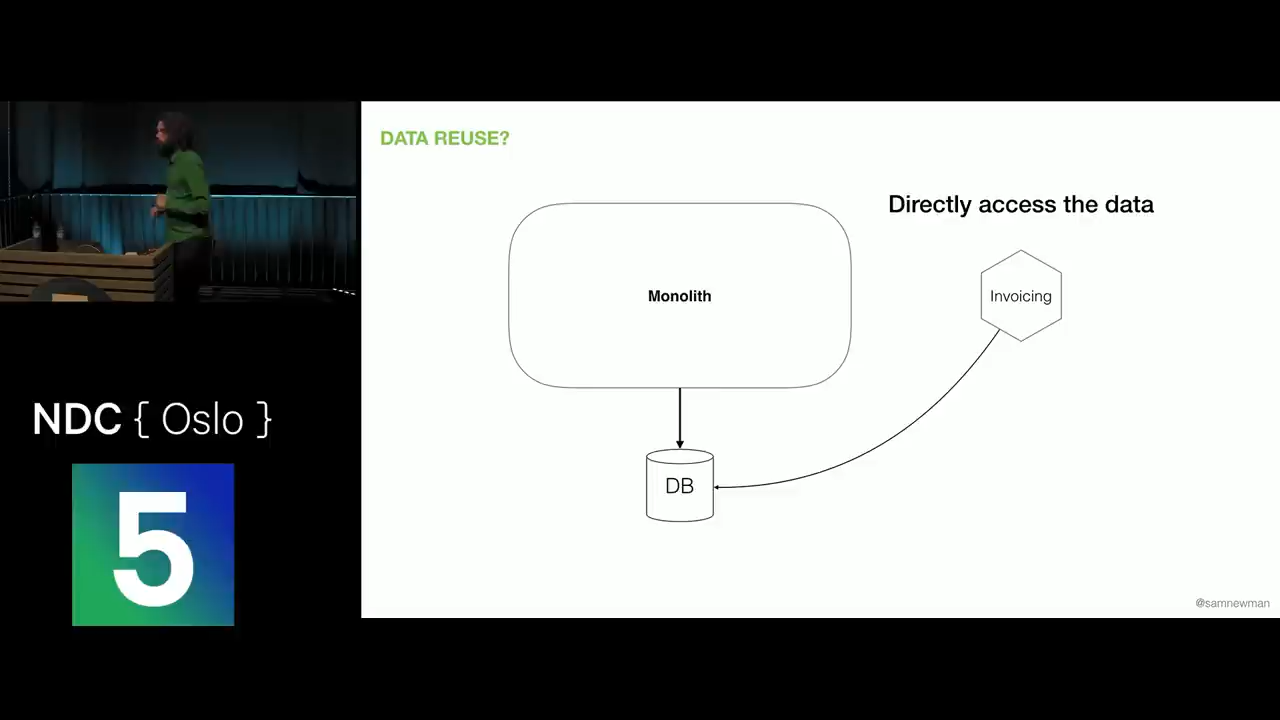 DATA REUSE?
Directly access the data
Monolith
Invoicing
DB
NDC { Oslo }
5
@samnewman